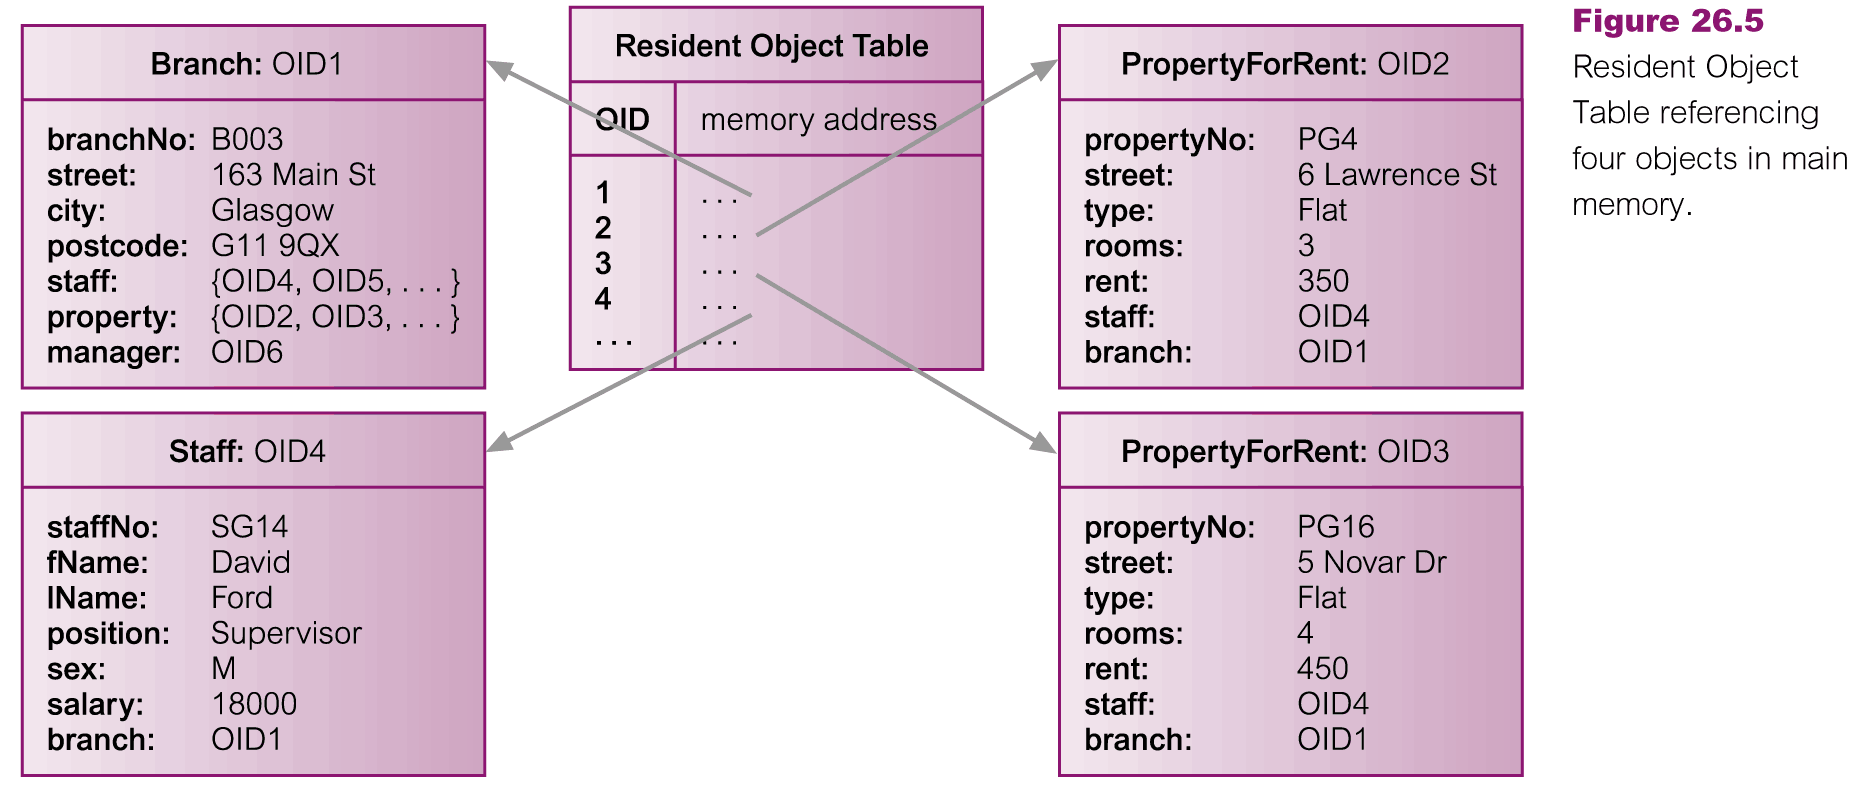 Branch: OID1
branchNo: B003
street: 163 Main St
city: Glasgow
postcode: G11 9QX
staff: {OID4, OID5, . . . }
property: {OID2, OID3, . . . }
manager: OID6
Resident Object Table
OID memory address
1 . . .
2 . . .
3 . . .
4 . . .
. . . . . .
PropertyForRent: OID2
propertyNo: PG4
street: 6 Lawrence St
type: Flat
rooms: 3
rent: 350
staff: OID4
branch: OID1
Staff: OID4
staffNo: SG14
fName: David
lName: Ford
position: Supervisor
sex: M
salary: 18000
branch: OID1
PropertyForRent: OID3
propertyNo: PG16
street: 5 Novar Dr
type: Flat
rooms: 4
rent: 450
staff: OID4
branch: OID1
Figure 26.5
Resident Object
Table referencing
four objects in main
memory.